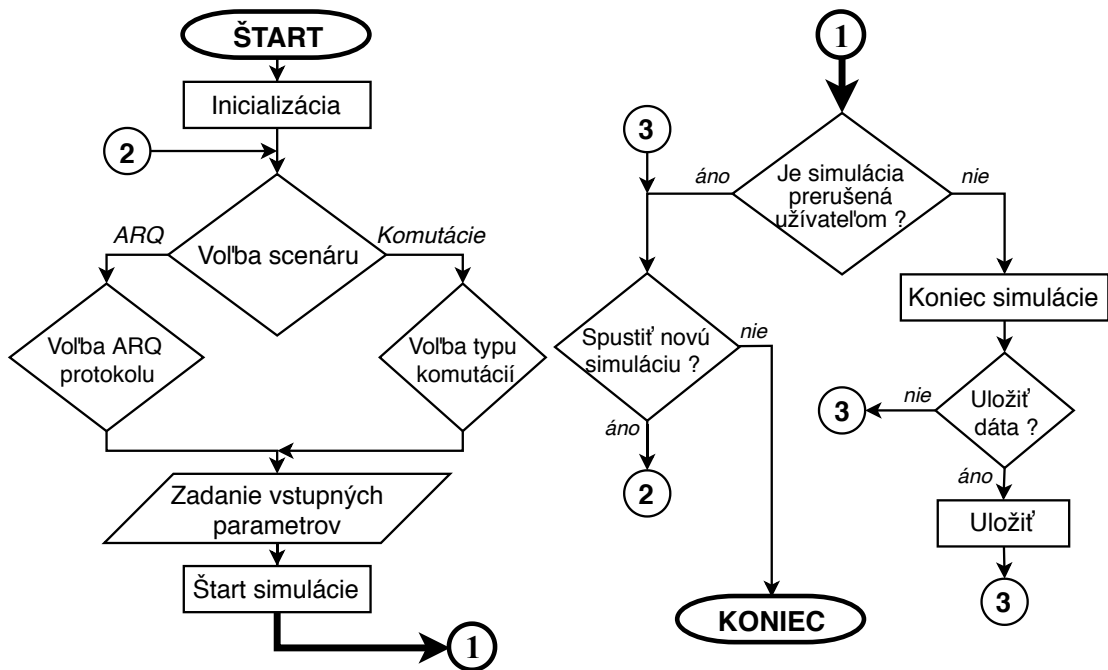 ŠTART
Inicializácia
2
Voľba scenáru
ARQ
Komutácie
Voľba ARQ
protokolu
Voľba typu
komutácií
Zadanie vstupných
parametrov
Štart simulácie
1
1
3
Je simulácia
prerušená
užívateľom ?
áno
nie
Koniec simulácie
Spustiť novú
simuláciu ?
nie
áno
2
Uložiť
dáta ?
nie
3
áno
Uložiť
3
KONIEC